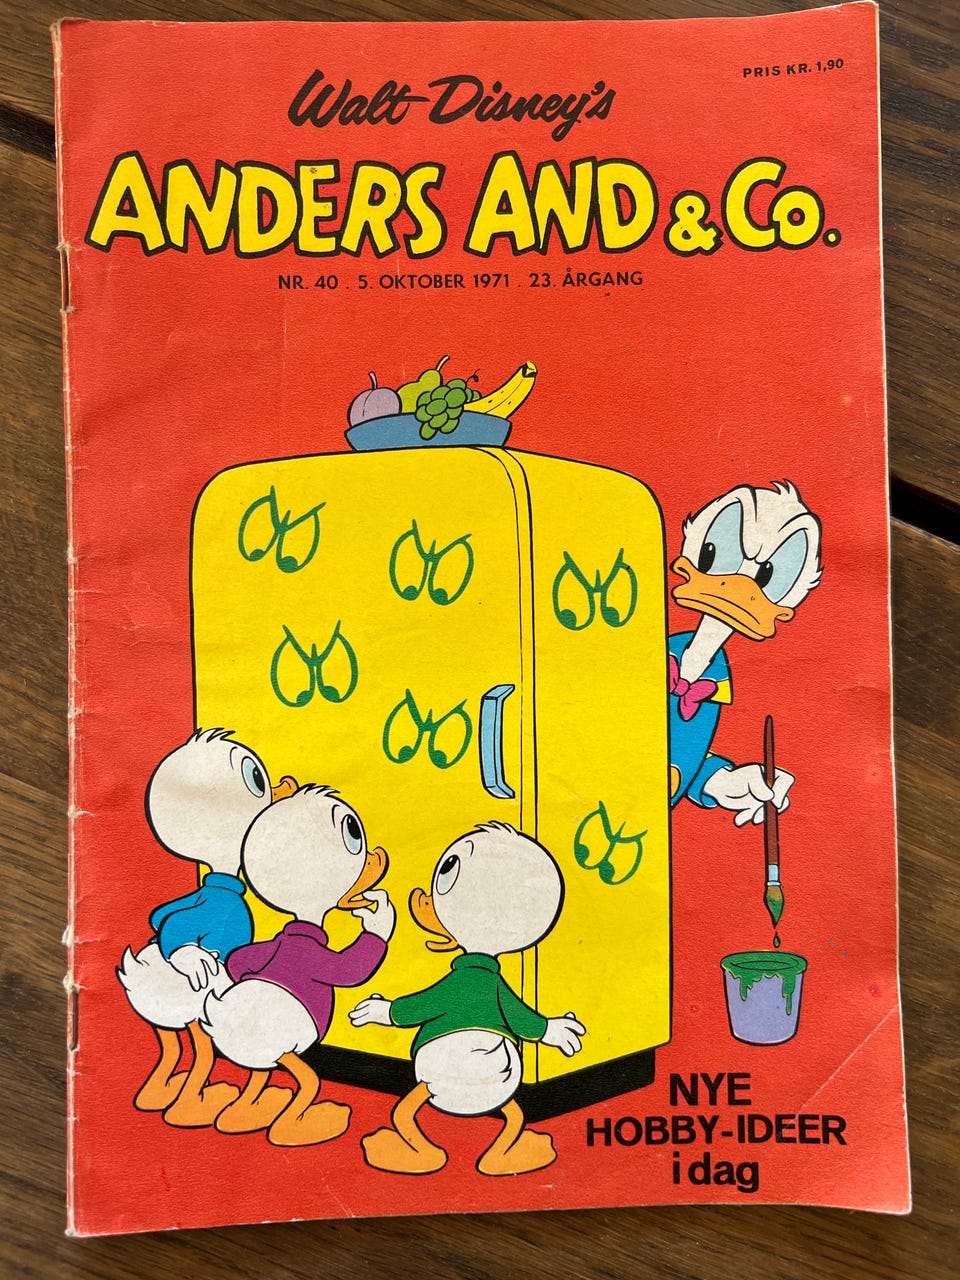 PRIS KR. 1,90
Walt Disney's
ANDERS AND & Co.
NR. 40 . 5. OKTOBER 1971 . 23. ÅRGANG
NYE
HOBBY-IDEER
i dag